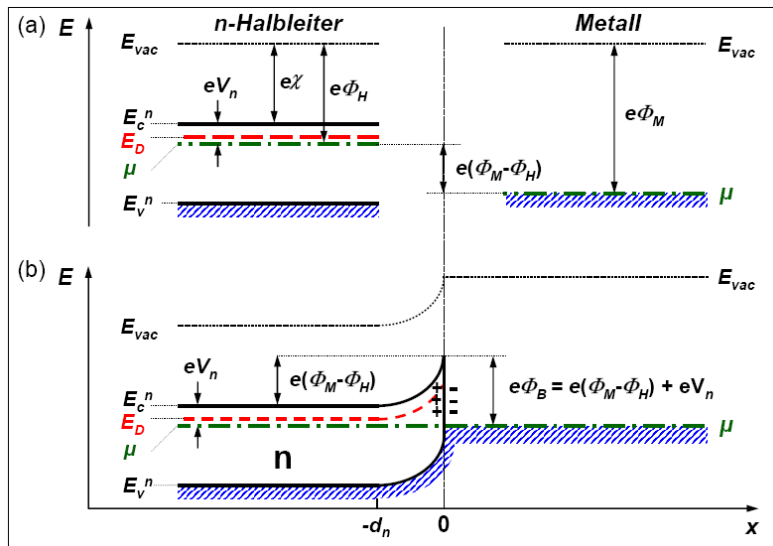 (a)
E
n-Halbleiter
Metall
E_vac
E_vac
eV_n
eχ
eΦ_H
eΦ_M
E_c^n
E_D
μ
e(Φ_M-Φ_H)
E_v^n
μ
(b)
E
E_vac
E_vac
eV_n
e(Φ_M-Φ_H)
eΦ_B = e(Φ_M-Φ_H) + eV_n
E_c^n
E_D
μ
μ
n
E_v^n
-d_n
0
x